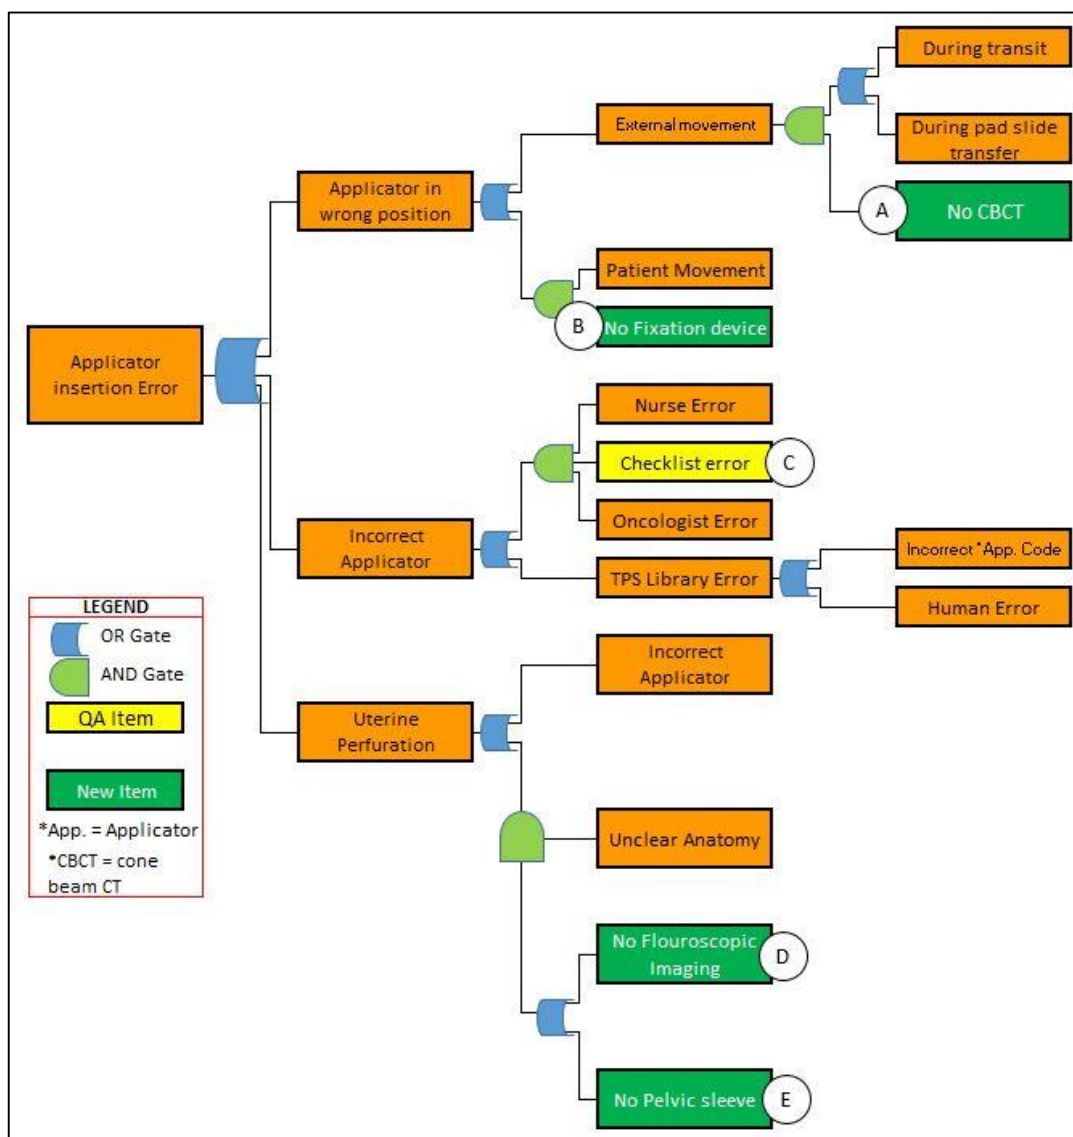 During transit
External movement
During pad slide
transfer
Applicator in
wrong position
A
No CBCT
Patient Movement
B
No Fixation device
Applicator
insertion Error
Nurse Error
Checklist error
C
Oncologist Error
Incorrect
Applicator
TPS Library Error
Incorrect *App. Code
Human Error
LEGEND
OR Gate
AND Gate
QA Item
New Item
*App. = Applicator
*CBCT = cone
beam CT
Incorrect
Applicator
Uterine
Perfuration
Unclear Anatomy
No Flouroscopic
Imaging
D
No Pelvic sleeve
E